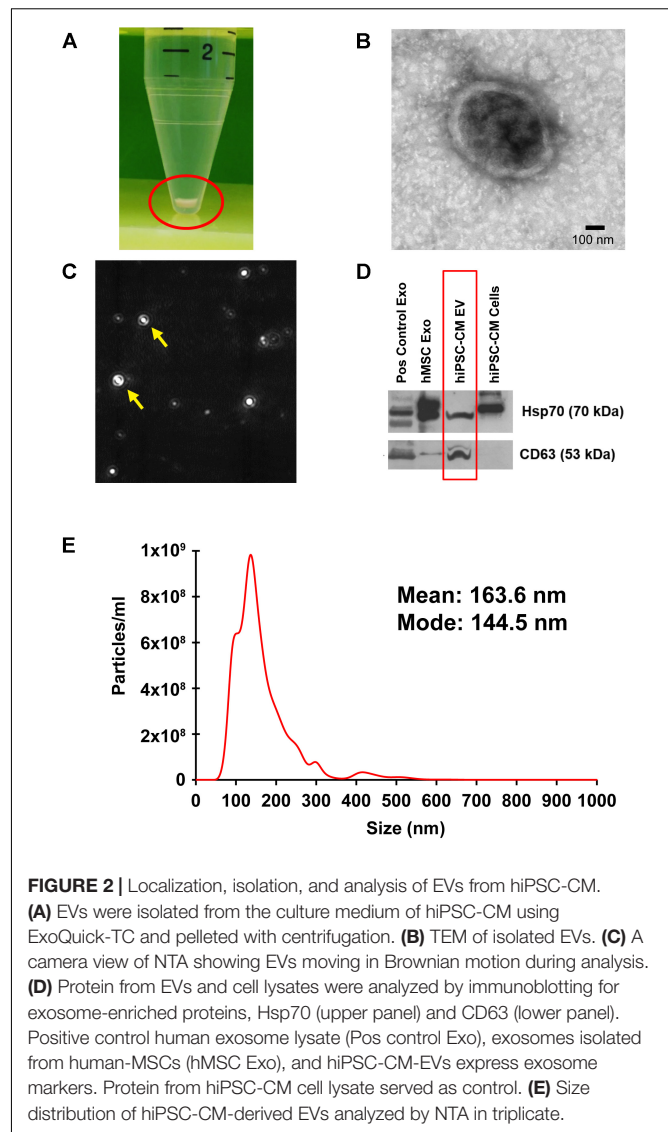 A
2
B
100 nm
C
D
Pos Control Exo
hMSC Exo
hiPSC-CM EV
hiPSC-CM Cells
Hsp70 (70 kDa)
CD63 (53 kDa)
E
Mean: 163.6 nm
Mode: 144.5 nm
Particles/ml
1x10⁹
8x10⁸
6x10⁸
4x10⁸
2x10⁸
0
0 100 200 300 400 500 600 700 800 900 1000
Size (nm)
FIGURE 2 | Localization, isolation, and analysis of EVs from hiPSC-CM.
(A) EVs were isolated from the culture medium of hiPSC-CM using
ExoQuick-TC and pelleted with centrifugation. (B) TEM of isolated EVs. (C) A
camera view of NTA showing EVs moving in Brownian motion during analysis.
(D) Protein from EVs and cell lysates were analyzed by immunoblotting for
exosome-enriched proteins, Hsp70 (upper panel) and CD63 (lower panel).
Positive control human exosome lysate (Pos control Exo), exosomes isolated
from human-MSCs (hMSC Exo), and hiPSC-CM-EVs express exosome
markers. Protein from hiPSC-CM cell lysate served as control. (E) Size
distribution of hiPSC-CM-derived EVs analyzed by NTA in triplicate.